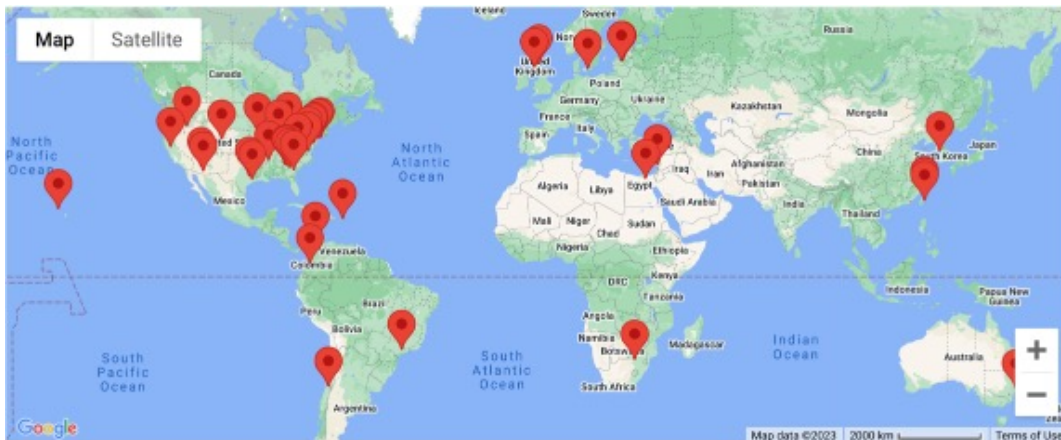 Iceland
Sweden
Russia
Map Satellite
Canada
United
Kingdom
Poland
Germany
Ukraine
Kazakhstan
Mongolia
North
Pacific
Ocean
North
Atlantic
Ocean
France
Italy
Spain
China
South Korea
Japan
Mexico
Algeria
Libya
Egypt
Iraq
Iran
Afghanistan
Pakistan
Saudi Arabia
India
Thailand
Mali
Niger
Chad
Sudan
Nigeria
Ethiopia
Venezuela
Colombia
DRC
Kenya
Tanzania
Indonesia
Papua New
Guinea
Peru
Brazil
Bolivia
Angola
Namibia
Botswana
Madagascar
South
Pacific
Ocean
South
Atlantic
Ocean
Indian
Ocean
Australia
South Africa
Argentina
Google
Map data ©2023
2000 km
Terms of Use